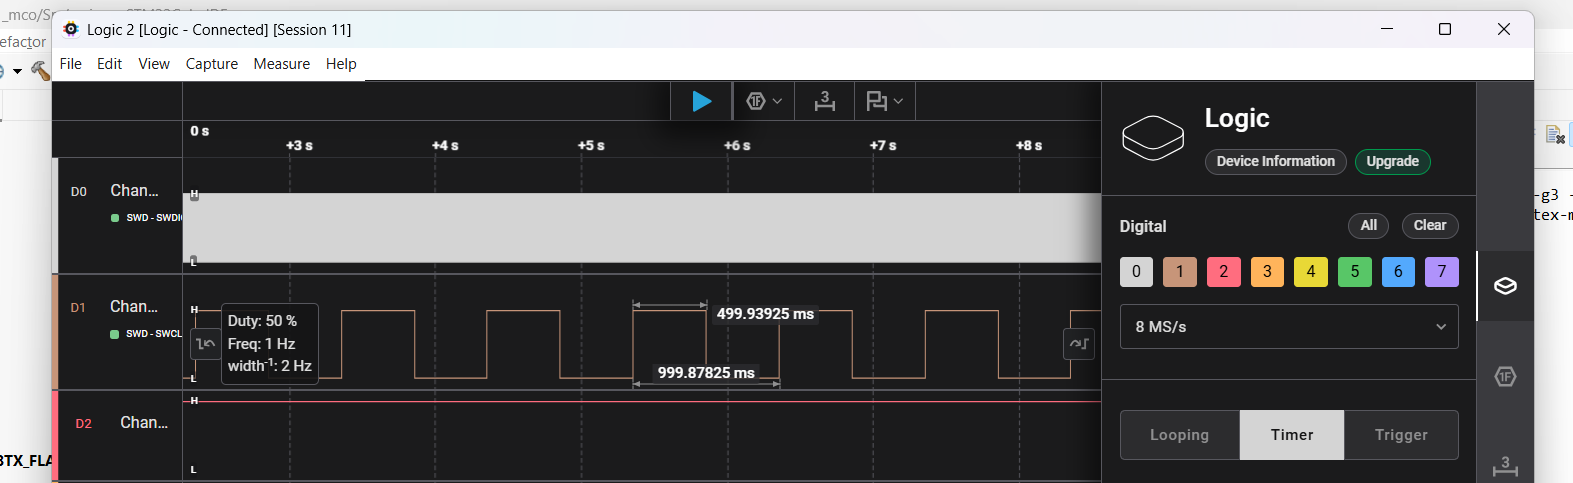 _mco/S
efactor
Logic 2 [Logic - Connected] [Session 11]
File Edit View Capture Measure Help
0 s
+3 s +4 s +5 s +6 s +7 s +8 s
D0 Chan...
SWD - SWDI
H
L
D1 Chan...
SWD - SWCL
H
L
Duty: 50 %
Freq: 1 Hz
width-1: 2 Hz
499.93925 ms
999.87825 ms
D2 Chan...
H
L
1F
3
Logic
Device Information Upgrade
Digital All Clear
0 1 2 3 4 5 6 7
8 MS/s
Looping Timer Trigger
1F
3
-g3 -
tex-m
BTX_FLA